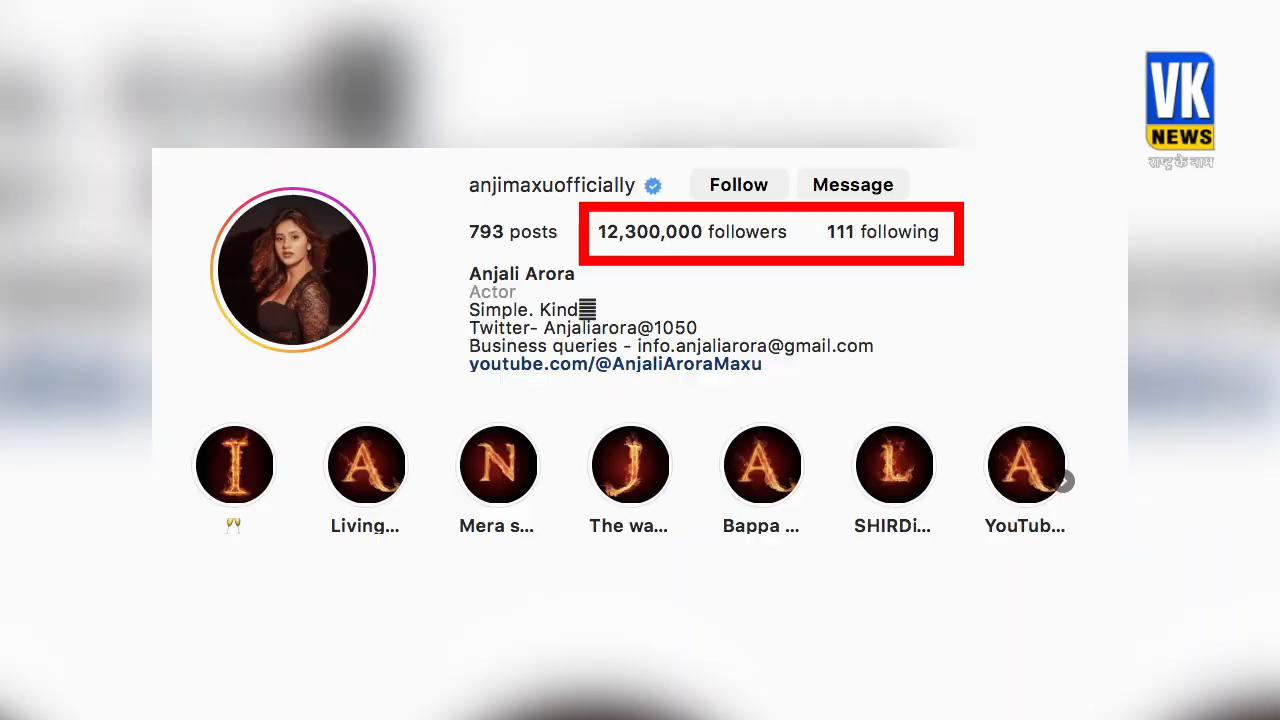 VK
NEWS
राष्ट्र के नाम
anjimaxuofficially Follow Message
793 posts 12,300,000 followers 111 following
Anjali Arora
Actor
Simple. Kind
Twitter- Anjaliarora@1050
Business queries - info.anjaliarora@gmail.com
youtube.com/@AnjaliAroraMaxu
I A N J A L A
🥂 Living... Mera s... The wa... Bappa ... SHIRDi... YouTub...